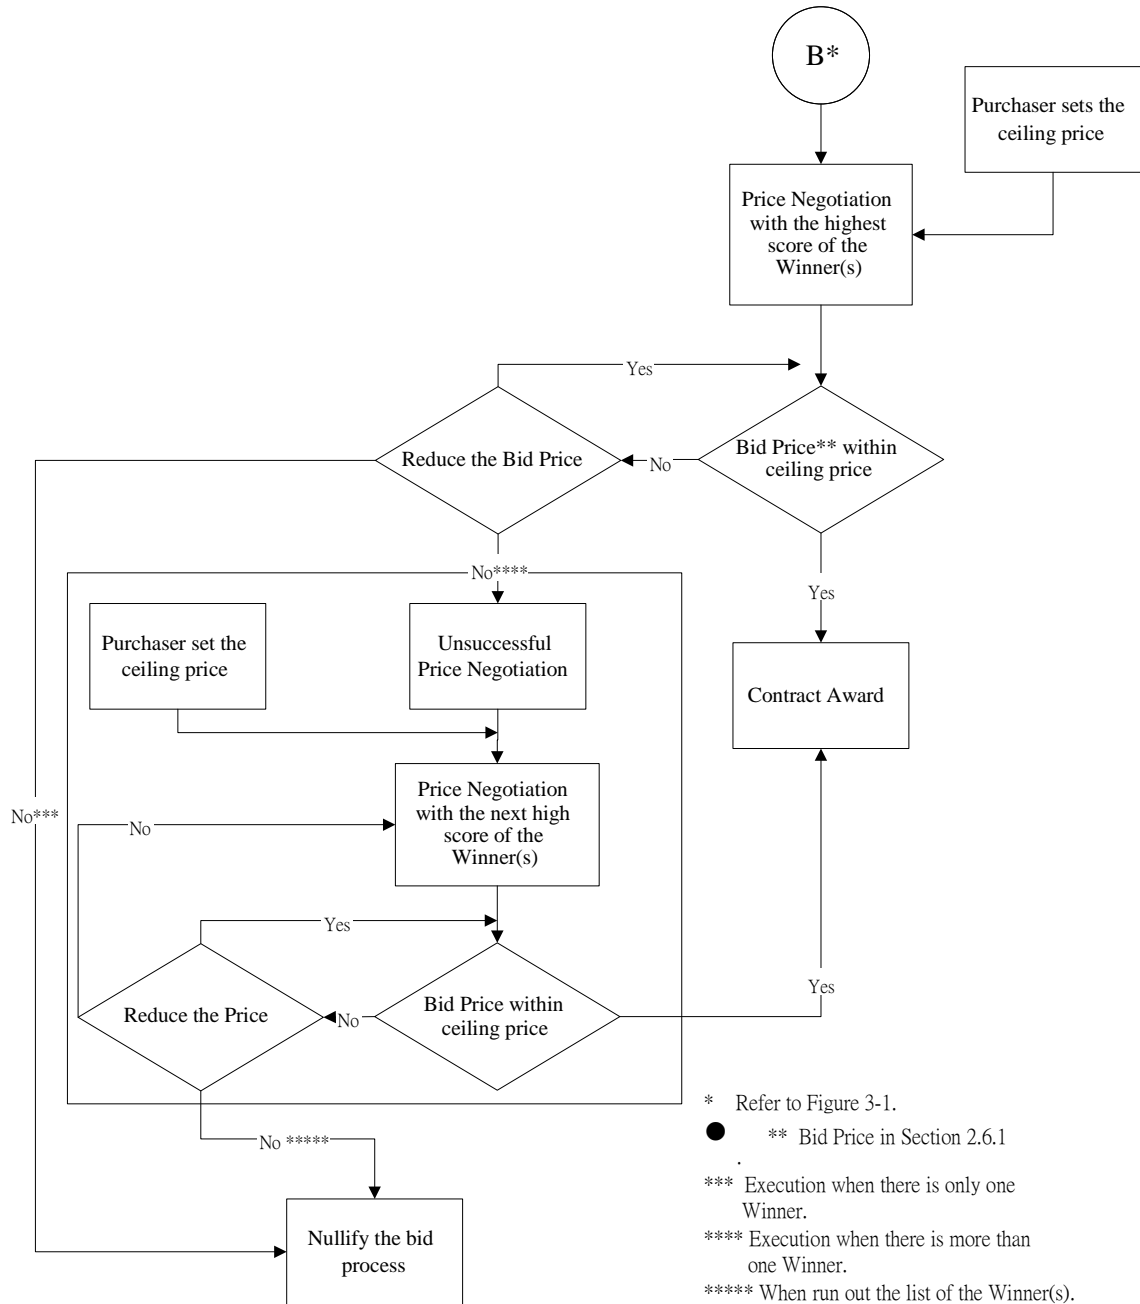 B*
Purchaser sets the
ceiling price
Price Negotiation
with the highest
score of the
Winner(s)
Yes
Reduce the Bid Price
No
Bid Price** within
ceiling price
No****
Yes
Purchaser set the
ceiling price
Unsuccessful
Price Negotiation
Contract Award
Price Negotiation
with the next high
score of the
Winner(s)
No***
No
Yes
Reduce the Price
No
Bid Price within
ceiling price
Yes
No *****
Nullify the bid
process
* Refer to Figure 3-1.
● ** Bid Price in Section 2.6.1
.
*** Execution when there is only one
Winner.
**** Execution when there is more than
one Winner.
***** When run out the list of the Winner(s).